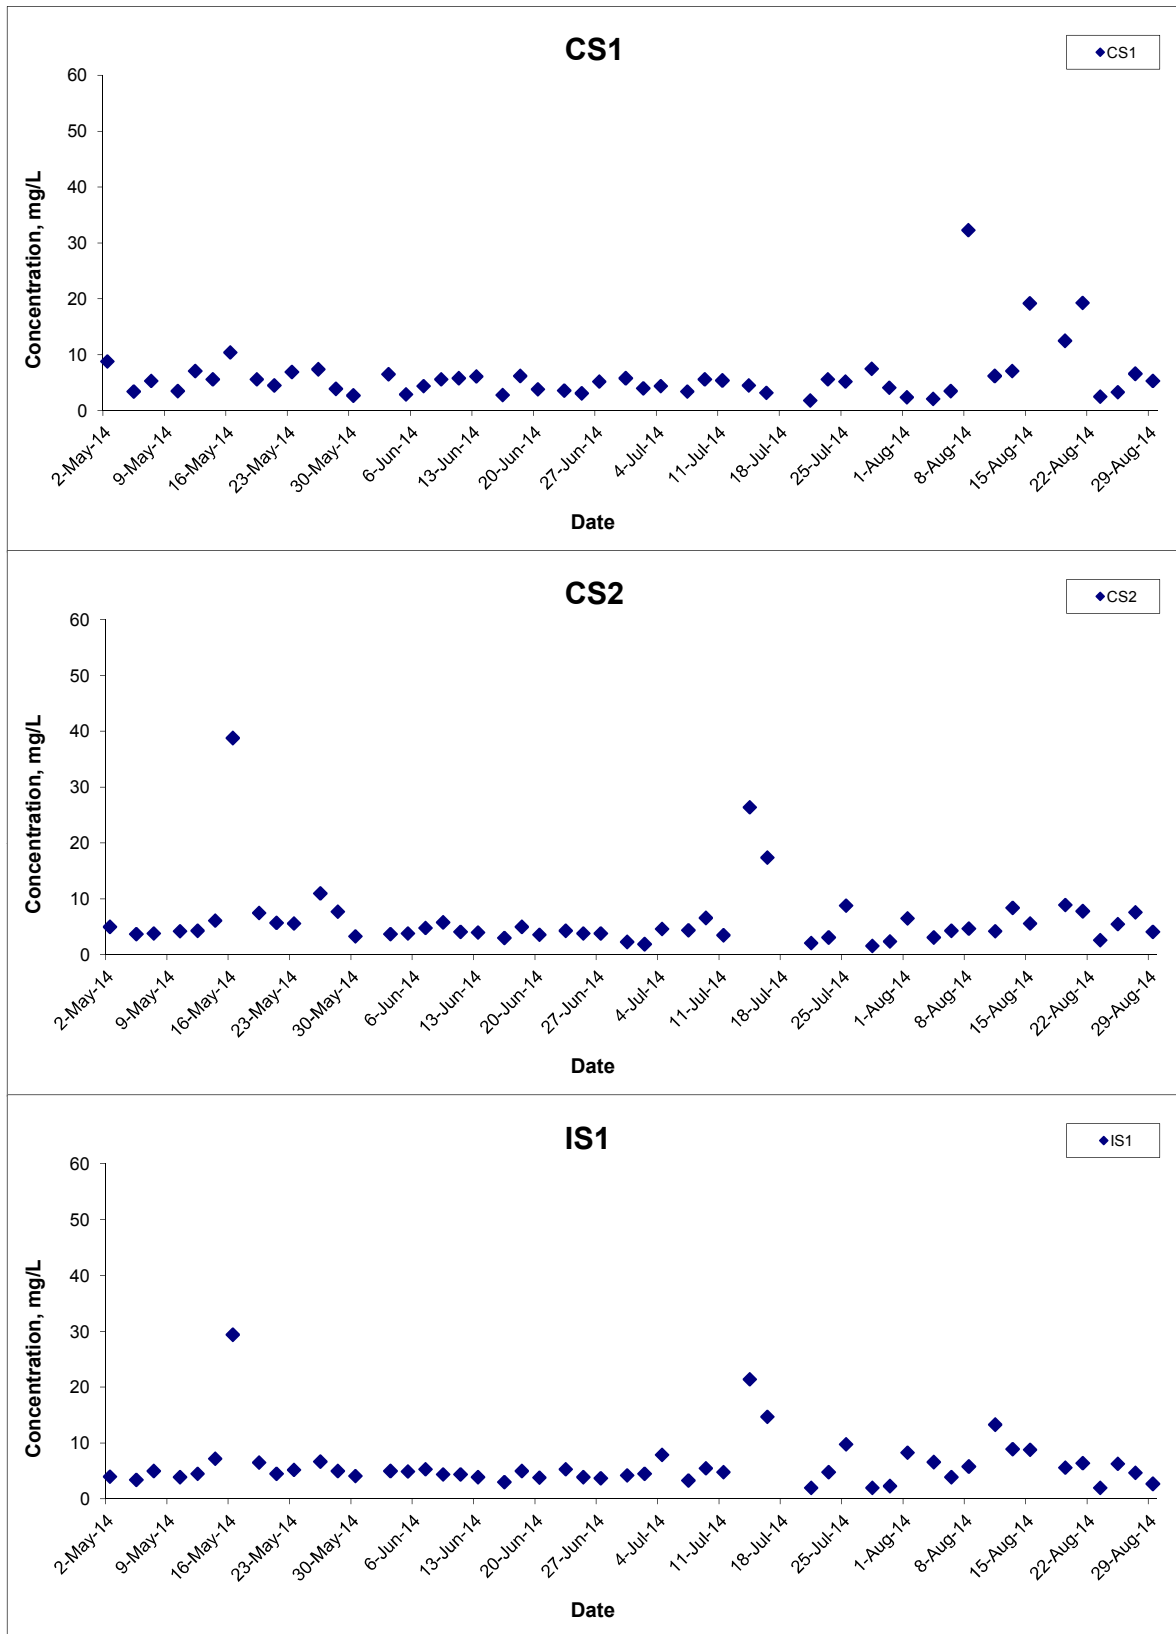 CS1
CS1
60
50
40
30
20
10
0
Concentration, mg/L
2-May-14
9-May-14
16-May-14
23-May-14
30-May-14
6-Jun-14
13-Jun-14
20-Jun-14
27-Jun-14
4-Jul-14
11-Jul-14
18-Jul-14
25-Jul-14
1-Aug-14
8-Aug-14
15-Aug-14
22-Aug-14
29-Aug-14
Date
CS2
CS2
60
50
40
30
20
10
0
Concentration, mg/L
2-May-14
9-May-14
16-May-14
23-May-14
30-May-14
6-Jun-14
13-Jun-14
20-Jun-14
27-Jun-14
4-Jul-14
11-Jul-14
18-Jul-14
25-Jul-14
1-Aug-14
8-Aug-14
15-Aug-14
22-Aug-14
29-Aug-14
Date
IS1
IS1
60
50
40
30
20
10
0
Concentration, mg/L
2-May-14
9-May-14
16-May-14
23-May-14
30-May-14
6-Jun-14
13-Jun-14
20-Jun-14
27-Jun-14
4-Jul-14
11-Jul-14
18-Jul-14
25-Jul-14
1-Aug-14
8-Aug-14
15-Aug-14
22-Aug-14
29-Aug-14
Date